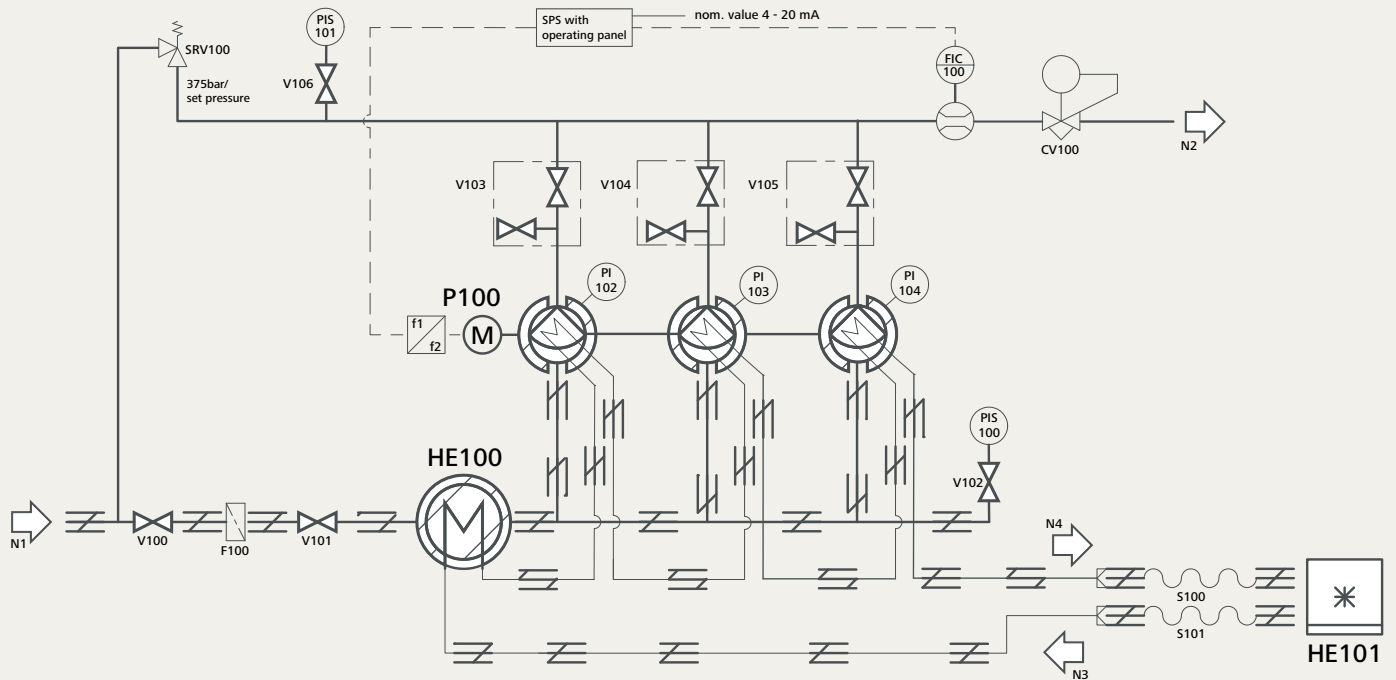 PIS
101
SPS with
operating panel
nom. value 4 - 20 mA
SRV100
375bar/
set pressure
V106
FIC
100
CV100
N2
V103
V104
V105
PI
102
PI
103
PI
104
P100
f1
f2
M
PIS
100
V102
HE100
N1
V100
F100
V101
N4
S100
S101
N3
HE101